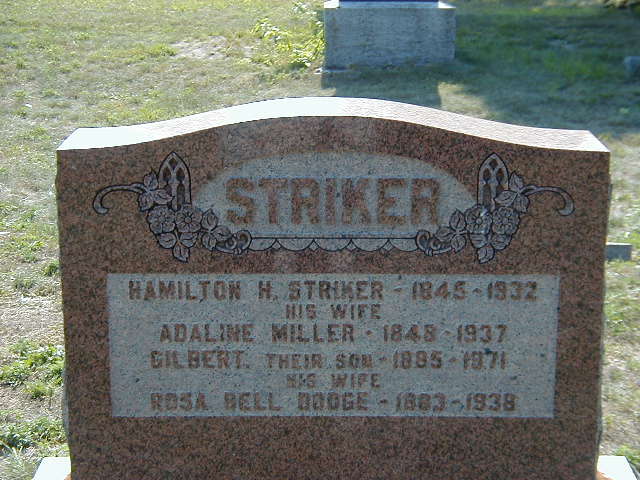 STRIKER
HAMILTON H. STRIKER - 1845 - 1932
HIS WIFE
ADALINE MILLER - 1848 - 1937
GILBERT, THEIR SON - 1885 - 1971
HIS WIFE
ROSA BELL DODGE - 1883 - 1938